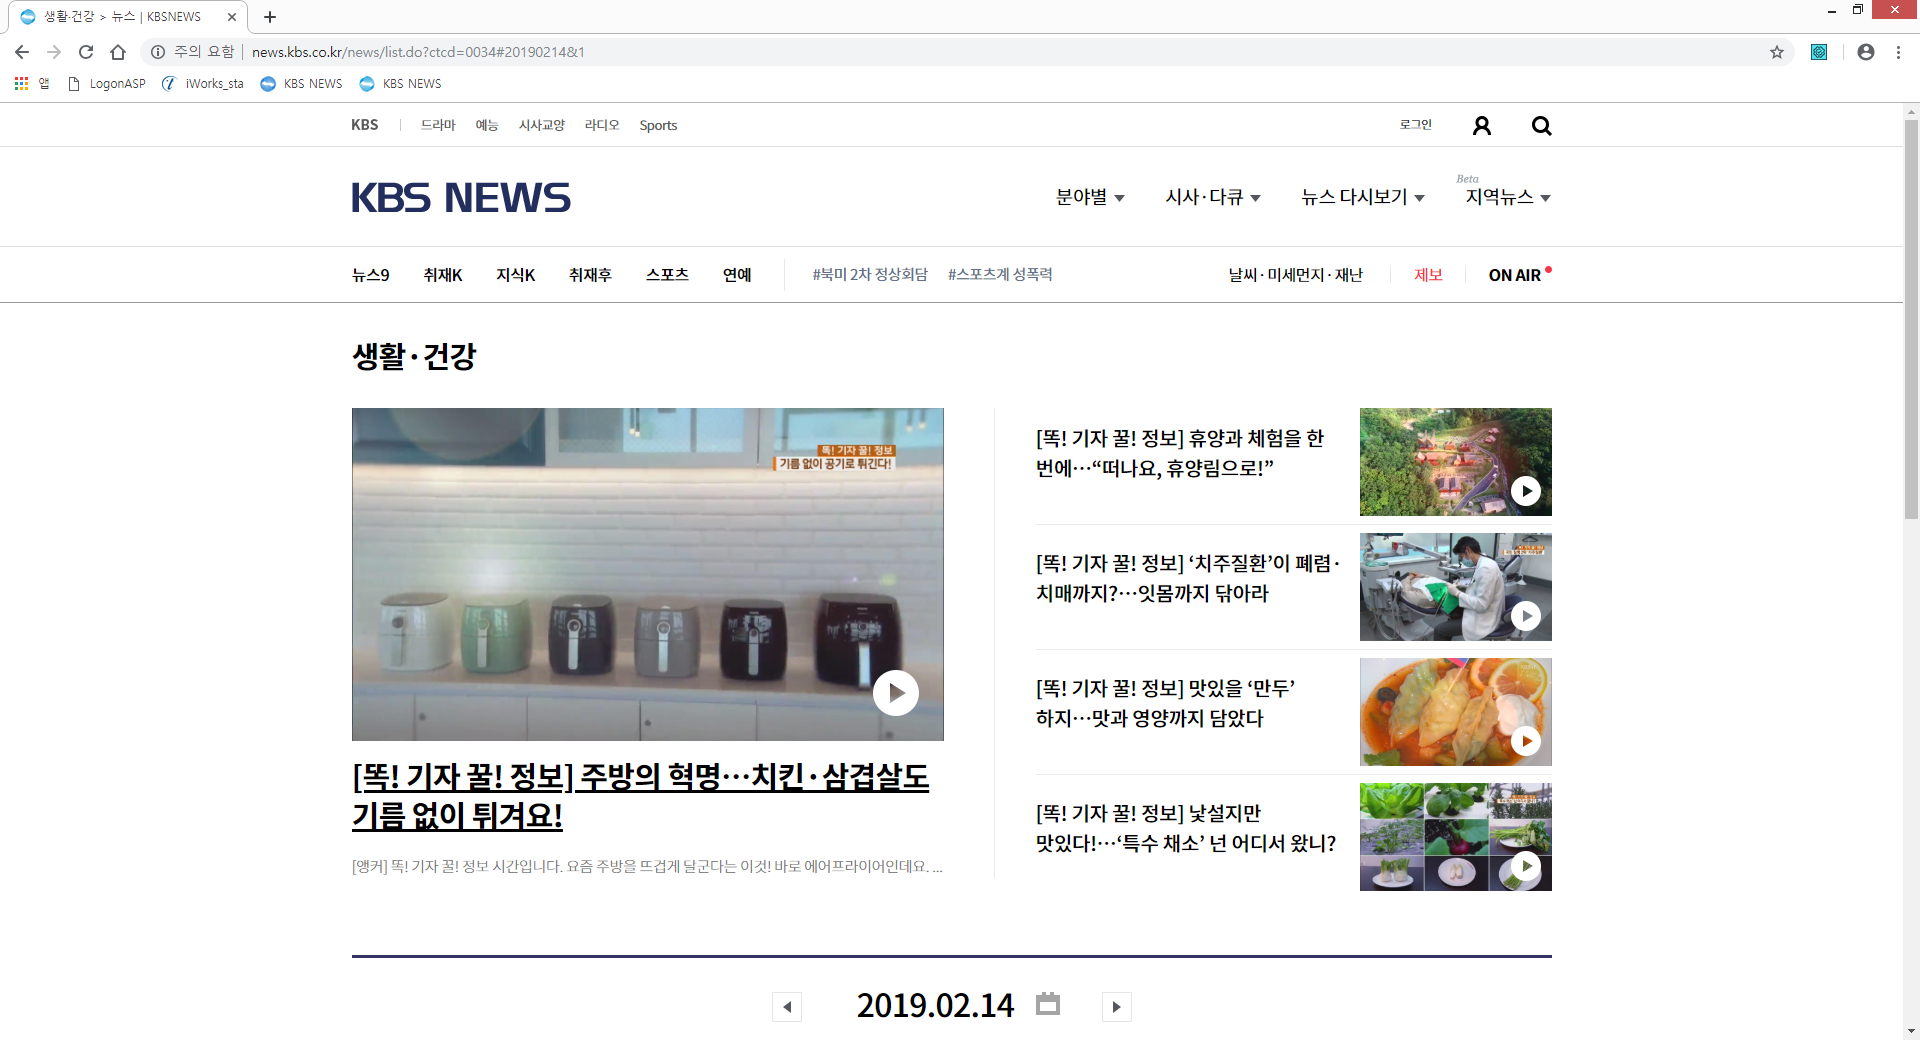 생활·건강 > 뉴스 | KBSNEWS
주의 요함 | news.kbs.co.kr/news/list.do?ctcd=0034#20190214&1
앱 LogonASP iWorks_sta KBS NEWS KBS NEWS
KBS 드라마 예능 시사교양 라디오 Sports 로그인
KBS NEWS
분야별 시사·다큐 뉴스 다시보기 Beta 지역뉴스
뉴스9 취재K 지식K 취재후 스포츠 연예 #북미 2차 정상회담 #스포츠계 성폭력 날씨·미세먼지·재난 제보 ON AIR
생활·건강
똑! 기자 꿀! 정보
기름 없이 공기로 튀긴다!
[똑! 기자 꿀! 정보] 주방의 혁명…치킨·삼겹살도
기름 없이 튀겨요!
[앵커] 똑! 기자 꿀! 정보 시간입니다. 요즘 주방을 뜨겁게 달군다는 이것! 바로 에어프라이어인데요. ...
[똑! 기자 꿀! 정보] 휴양과 체험을 한
번에…“떠나요, 휴양림으로!”
[똑! 기자 꿀! 정보] ‘치주질환’이 폐렴·
치매까지?…잇몸까지 닦아라
[똑! 기자 꿀! 정보] 맛있을 ‘만두’
하지…맛과 영양까지 담았다
[똑! 기자 꿀! 정보] 낯설지만
맛있다!…‘특수 채소’ 넌 어디서 왔니?
2019.02.14